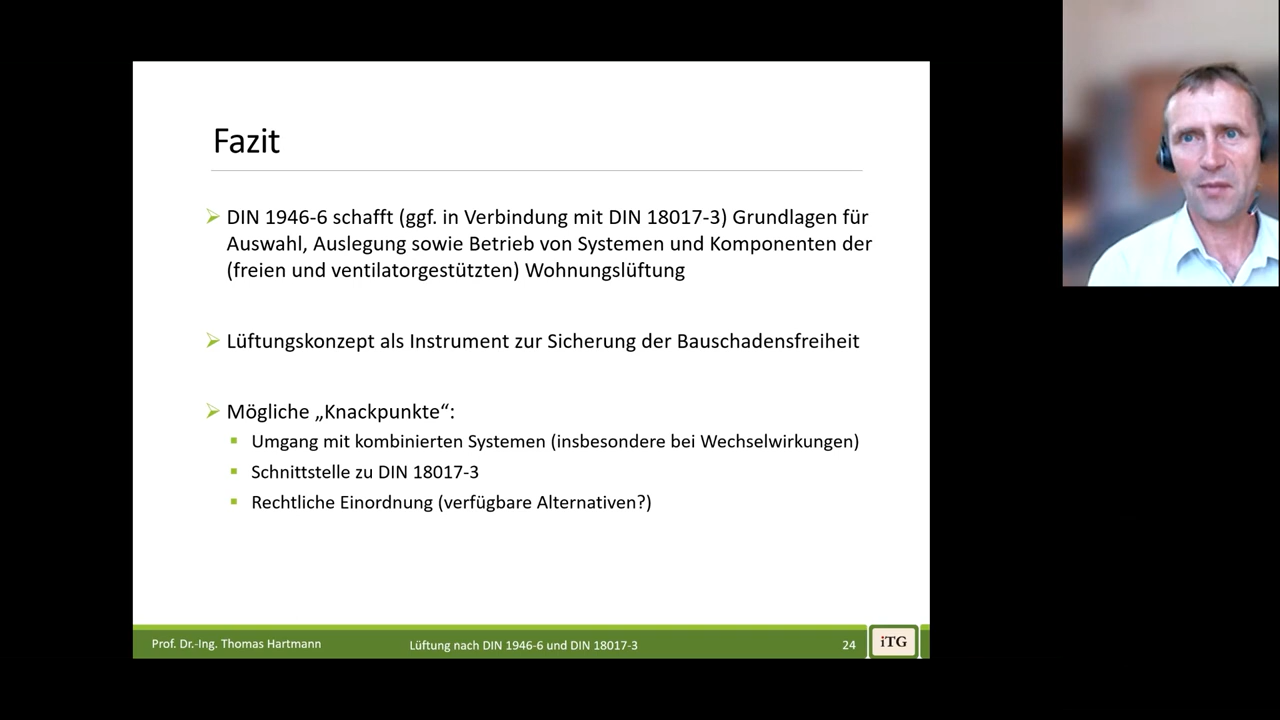 Fazit
DIN 1946-6 schafft (ggf. in Verbindung mit DIN 18017-3) Grundlagen für
Auswahl, Auslegung sowie Betrieb von Systemen und Komponenten der
(freien und ventilatorgestützten) Wohnungslüftung
Lüftungskonzept als Instrument zur Sicherung der Bauschadensfreiheit
Mögliche „Knackpunkte“:
Umgang mit kombinierten Systemen (insbesondere bei Wechselwirkungen)
Schnittstelle zu DIN 18017-3
Rechtliche Einordnung (verfügbare Alternativen?)
Prof. Dr.-Ing. Thomas Hartmann
Lüftung nach DIN 1946-6 und DIN 18017-3
24
iTG